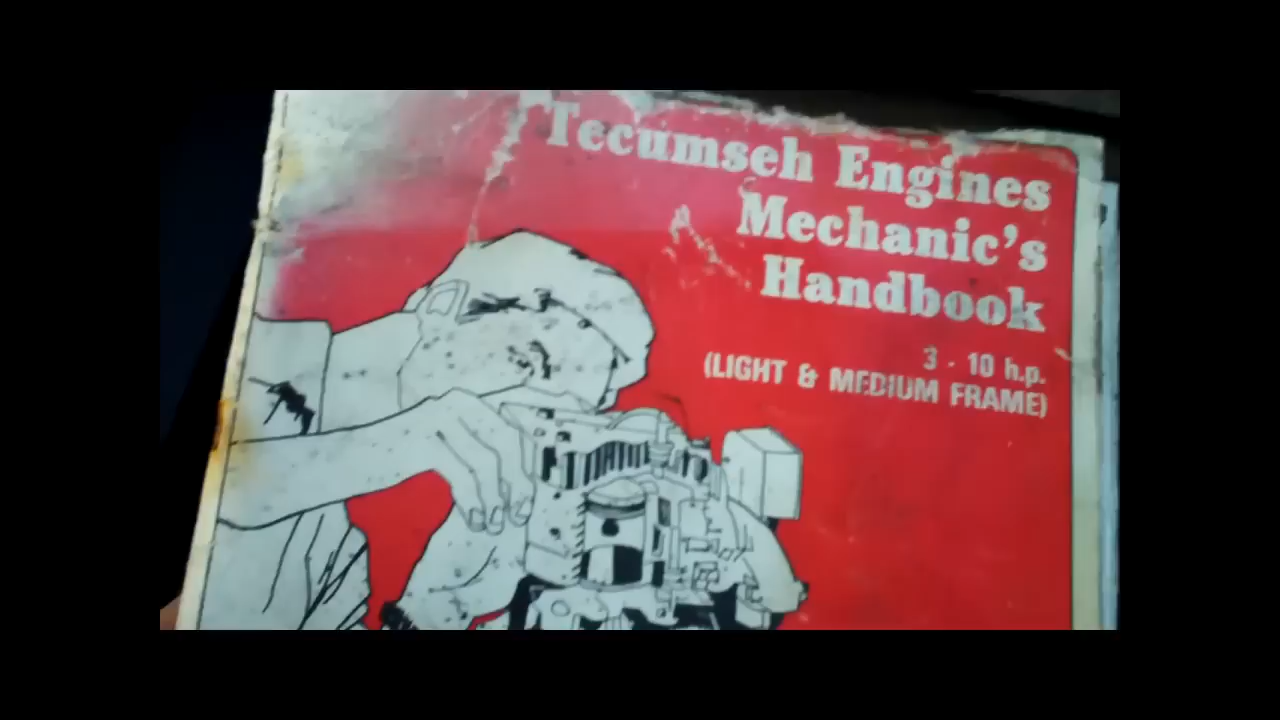 Tecumseh Engines
Mechanic's
Handbook
3 - 10 h.p.
(LIGHT & MEDIUM FRAME)